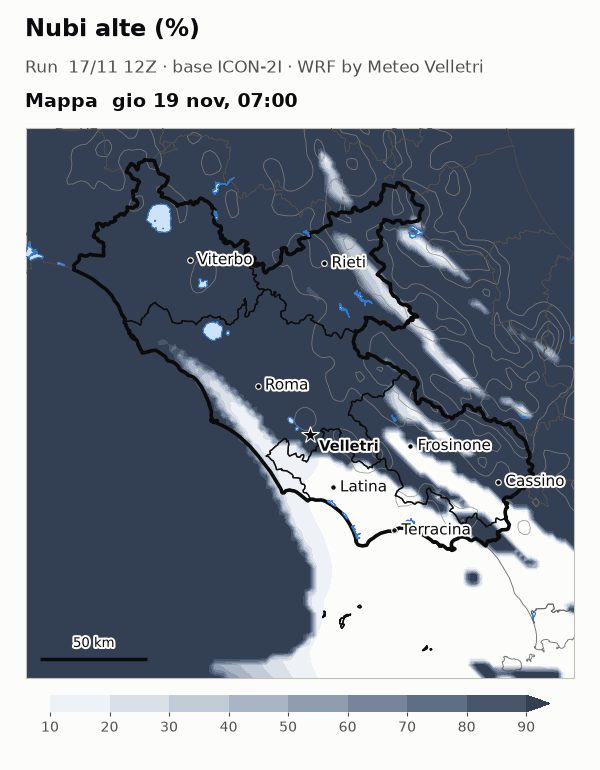 Nubi alte (%)
Run  17/11 12Z · base ICON-2I · WRF by Meteo Velletri
Mappa  gio 19 nov, 07:00
Viterbo
Rieti
Roma
Velletri
Frosinone
Cassino
Latina
Terracina
50 km
10 20 30 40 50 60 70 80 90